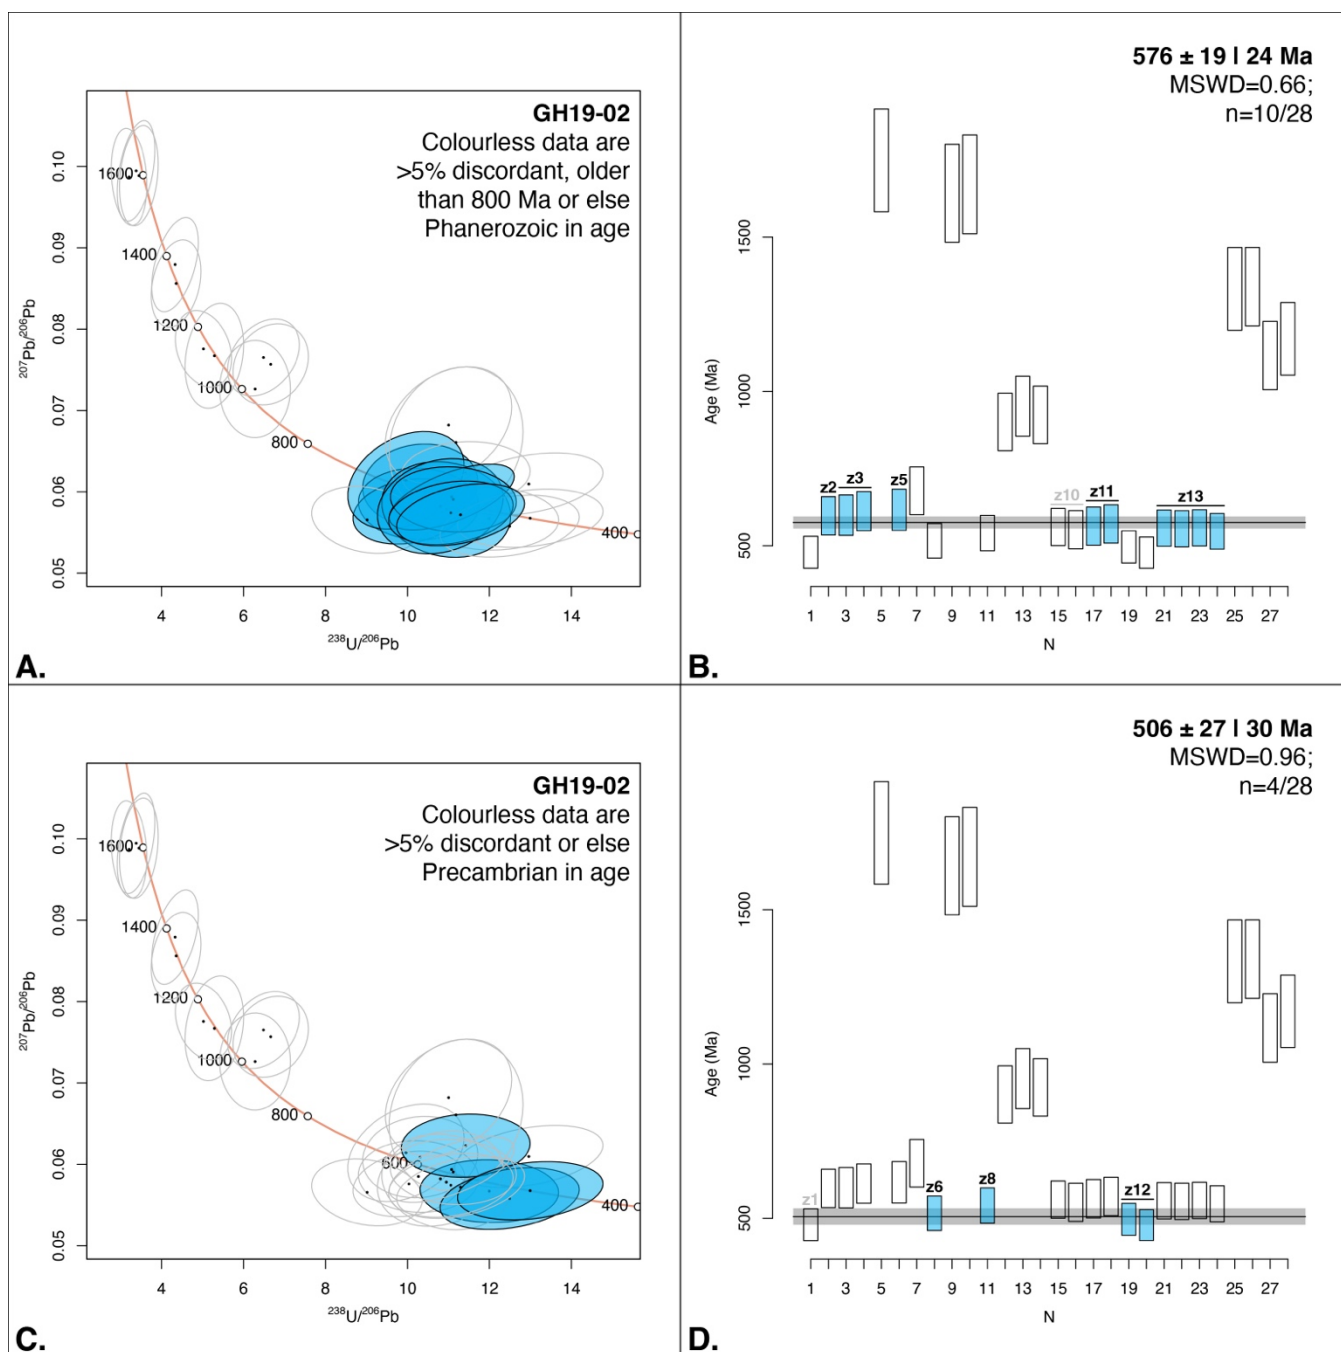 GH19-02
Colourless data are
>5% discordant, older
than 800 Ma or else
Phanerozoic in age
0.10
0.09
0.08
0.07
0.06
0.05
²⁰⁷Pb/²⁰⁶Pb
1600
1400
1200
1000
800
400
4 6 8 10 12 14
²³⁸U/²⁰⁶Pb
A.
576 ± 19 | 24 Ma
MSWD=0.66;
n=10/28
1500
1000
500
Age (Ma)
z2 z3 z5 z10 z11 z13
1 3 5 7 9 11 13 15 17 19 21 23 25 27
N
B.
GH19-02
Colourless data are
>5% discordant or else
Precambrian in age
0.10
0.09
0.08
0.07
0.06
0.05
²⁰⁷Pb/²⁰⁶Pb
1600
1400
1200
1000
800
600
400
4 6 8 10 12 14
²³⁸U/²⁰⁶Pb
C.
506 ± 27 | 30 Ma
MSWD=0.96;
n=4/28
1500
1000
500
Age (Ma)
z1 z6 z8 z12
1 3 5 7 9 11 13 15 17 19 21 23 25 27
N
D.